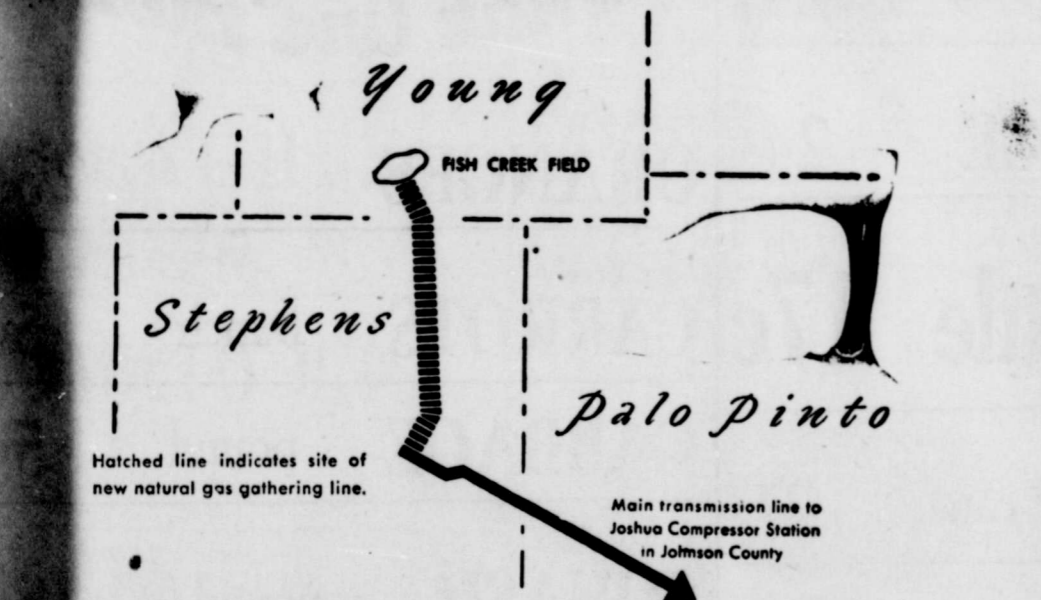 Young
FISH CREEK FIELD
Stephens
Palo Pinto
Hatched line indicates site of
new natural gas gathering line.
Main transmission line to
Joshua Compressor Station
in Johnson County